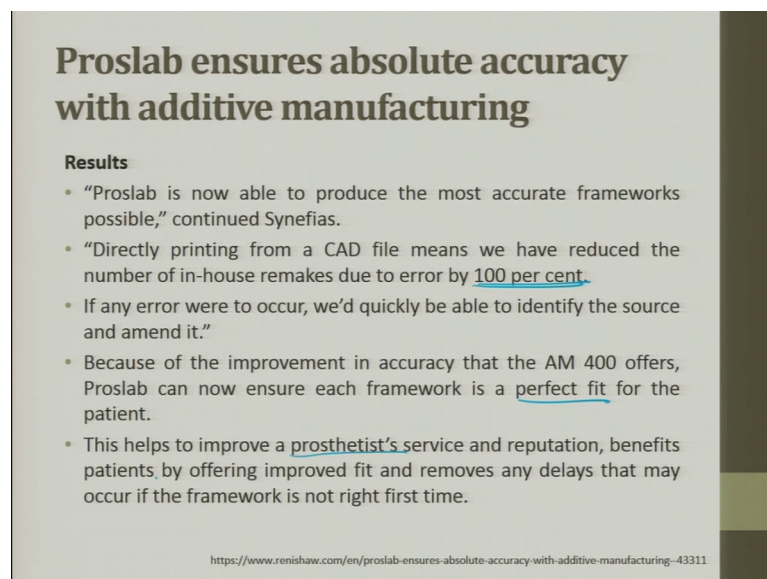 Proslab ensures absolute accuracy
with additive manufacturing
Results
• “Proslab is now able to produce the most accurate frameworks
possible,” continued Synefias.
• “Directly printing from a CAD file means we have reduced the
number of in-house remakes due to error by 100 per cent.
• If any error were to occur, we’d quickly be able to identify the source
and amend it.”
• Because of the improvement in accuracy that the AM 400 offers,
Proslab can now ensure each framework is a perfect fit for the
patient.
• This helps to improve a prosthetist’s service and reputation, benefits
patients by offering improved fit and removes any delays that may
occur if the framework is not right first time.
https://www.renishaw.com/en/proslab-ensures-absolute-accuracy-with-additive-manufacturing--43311